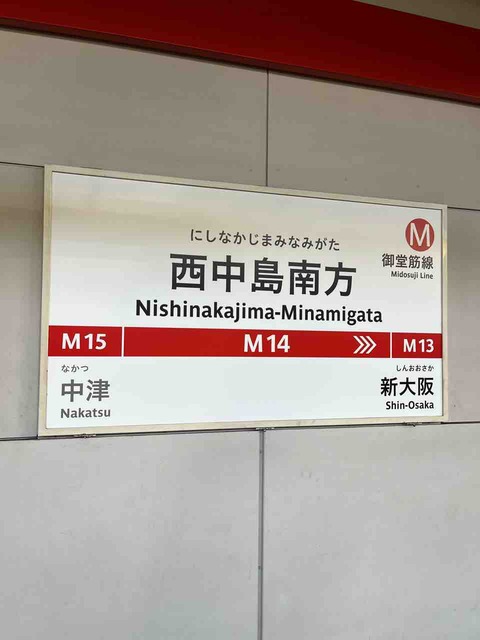 にしなかじまみなみがた
西中島南方
Nishinakajima-Minamigata
M
御堂筋線
Midosuji Line
M15
M14
M13
なかつ
中津
Nakatsu
しんおおさか
新大阪
Shin-Osaka